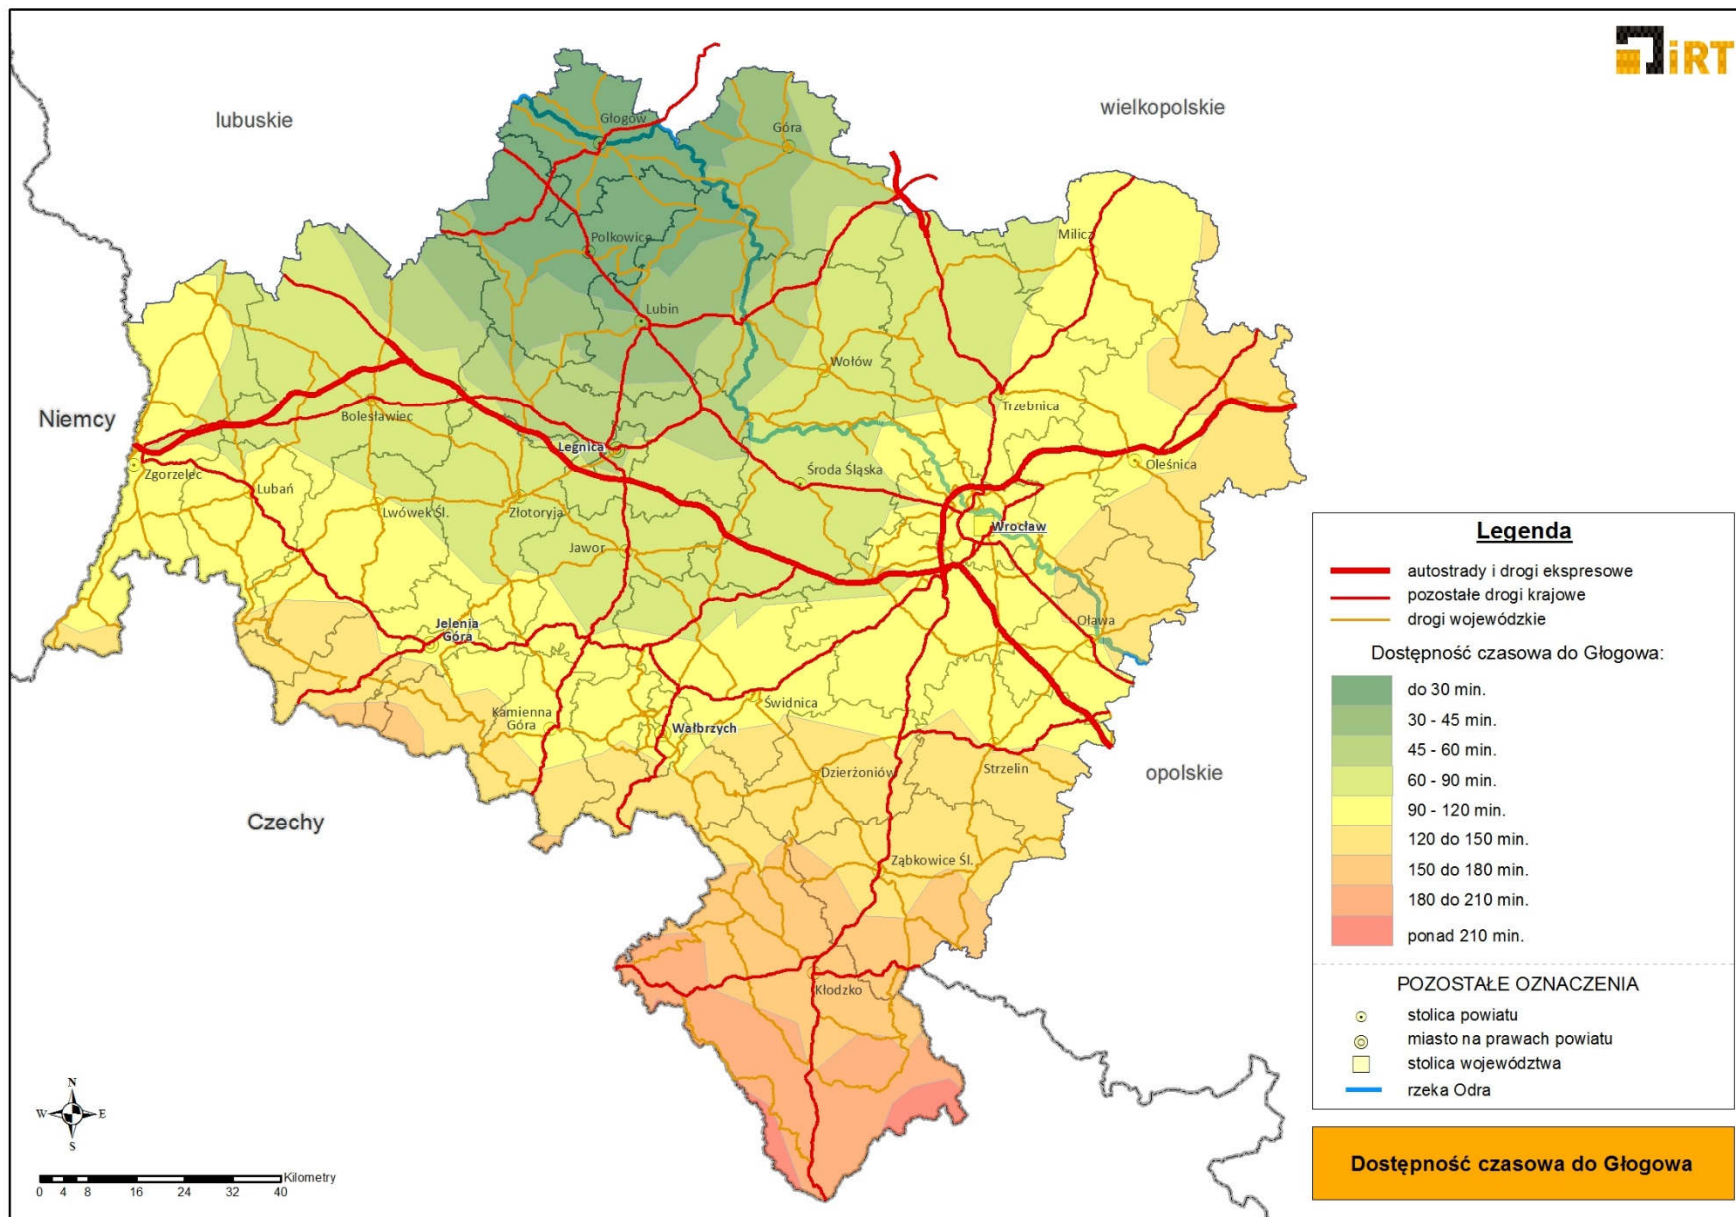 iRT
lubuskie
wielkopolskie
Głogów
Góra
Polkowice
Milicz
Lubin
Wołów
Niemcy
Bolesławiec
Trzebnica
Legnica
Zgorzelec
Lubań
Środa Śląska
Oleśnica
Lwówek Śl.
Złotoryja
Wrocław
Jawor
Jelenia
Góra
Oława
Kamienna
Góra
Świdnica
Wałbrzych
Dzierżoniów
Strzelin
opolskie
Czechy
Ząbkowice Śl.
Kłodzko
Legenda
autostrady i drogi ekspresowe
pozostałe drogi krajowe
drogi wojewódzkie
Dostępność czasowa do Głogowa:
do 30 min.
30 - 45 min.
45 - 60 min.
60 - 90 min.
90 - 120 min.
120 do 150 min.
150 do 180 min.
180 do 210 min.
ponad 210 min.
POZOSTAŁE OZNACZENIA
stolica powiatu
miasto na prawach powiatu
stolica województwa
rzeka Odra
Dostępność czasowa do Głogowa
N
W E
S
Kilometry
0 4 8 16 24 32 40